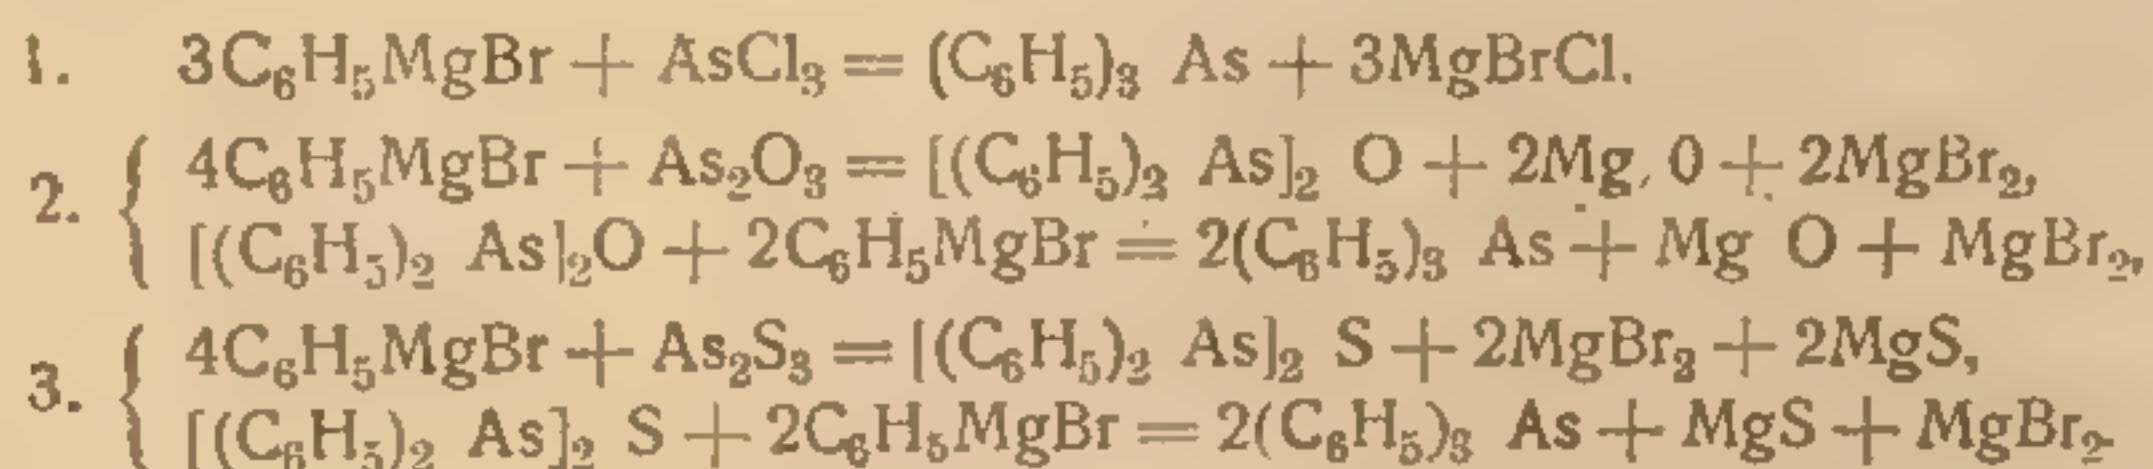 1. 3C₆H₅MgBr + AsCl₃ = (C₆H₅)₃ As + 3MgBrCl.
2. { 4C₆H₅MgBr + As₂O₃ = [(C₆H₅)₂ As]₂ O + 2Mg, O + 2MgBr₂,
[(C₆H₅)₂ As]₂O + 2C₆H₅MgBr = 2(C₆H₅)₃ As + Mg O + MgBr₂,
3. { 4C₆H₅MgBr + As₂S₃ = [(C₆H₅)₂ As]₂ S + 2MgBr₂ + 2MgS,
[(C₆H₅)₂ As]₂ S + 2C₆H₅MgBr = 2(C₆H₅)₃ As + MgS + MgBr₂.